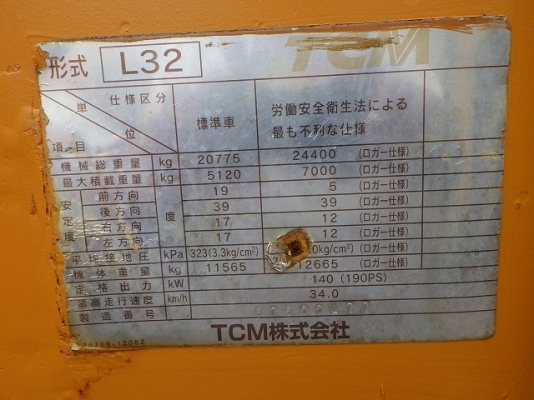 TCM
形式 L32
単位 仕様区分 項目 標準車 労働安全衛生法による最も不利な仕様
機械総重量 kg 20775 24400 (ロガー仕様)
最大積載重量 kg 5120 7000 (ロガー仕様)
安定度 前方向 度 19 5 (ロガー仕様)
後方向 39 39 (ロガー仕様)
右方向 17 12 (ロガー仕様)
左方向 17 12 (ロガー仕様)
平均接地圧 kPa 323(3.3kg/cm²) 0kg/cm²) (ロガー仕様)
機体重量 kg 11565 12665 (ロガー仕様)
定格出力 kW 140 (190PS)
最高走行速度 km/h 34.0
製造番号
TCM株式会社